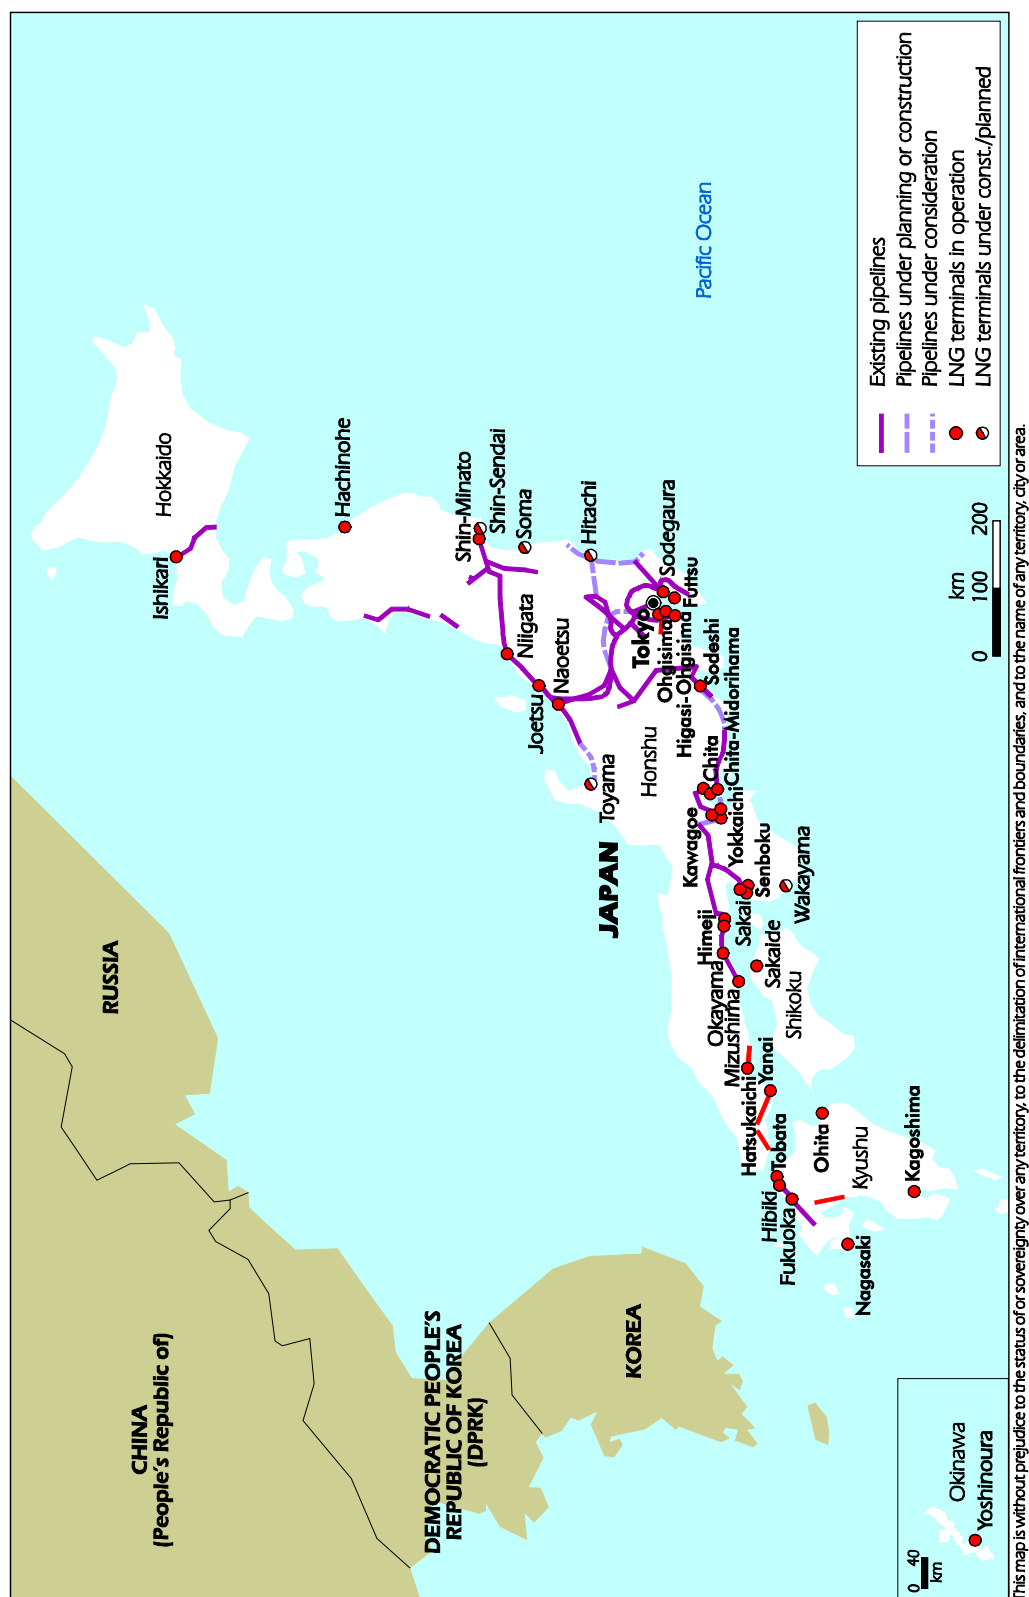 RUSSIA
CHINA
(People's Republic of)
DEMOCRATIC PEOPLE'S
REPUBLIC OF KOREA
(DPRK)
KOREA
JAPAN
Hokkaido
Ishikari
Hachinohe
Shin-Minato
Shin-Sendai
Soma
Hitachi
Niigata
Joetsu
Naoetsu
Toyama
Honshu
Tokyo
Sodegaura
Futtsu
Ohgisima
Higasi-Ohgisima
Sodeshi
Chita-Midorihama
Chita
Kawagoe
Yokkaichi
Senboku
Sakai
Wakayama
Himeji
Okayama
Mizushima
Sakaide
Shikoku
Hatsukaichi
Yanai
Tobata
Hibiki
Fukuoka
Ohita
Kyushu
Kagoshima
Nagasaki
Pacific Ocean
Existing pipelines
Pipelines under planning or construction
Pipelines under consideration
LNG terminals in operation
LNG terminals under const./planned
km
0 100 200
Okinawa
Yoshinoura
0 40
km
This map is without prejudice to the status of or sovereignty over any territory, to the delimitation of international frontiers and boundaries, and to the name of any territory, city or area.